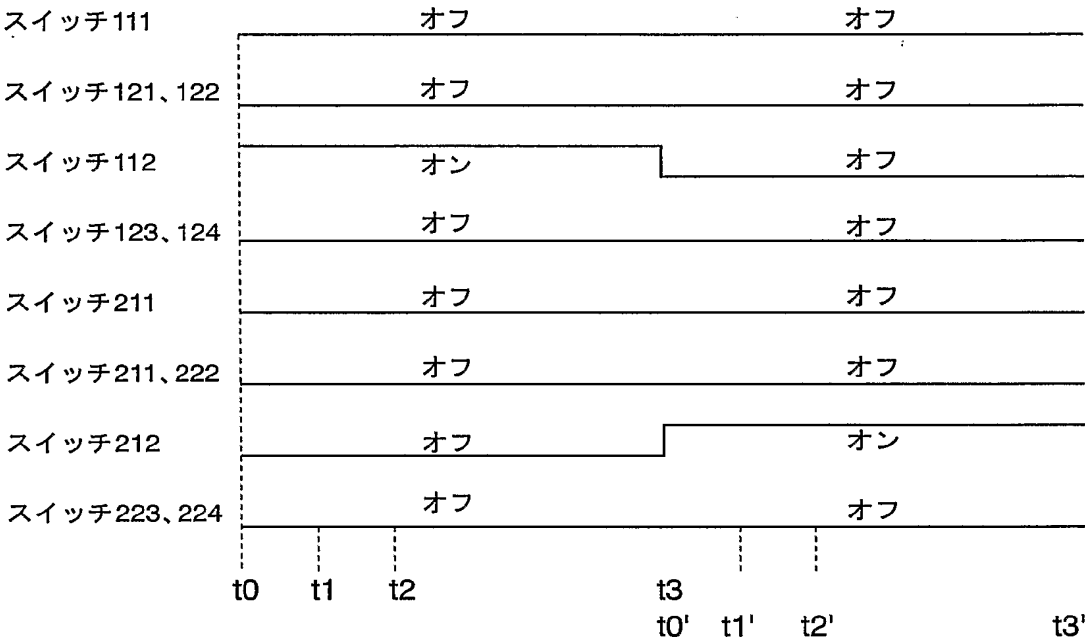 スイッチ111 オフ オフ
スイッチ121、122 オフ オフ
スイッチ112 オン オフ
スイッチ123、124 オフ オフ
スイッチ211 オフ オフ
スイッチ211、222 オフ オフ
スイッチ212 オフ オン
スイッチ223、224 オフ オフ
t0 t1 t2 t3
t0' t1' t2' t3'